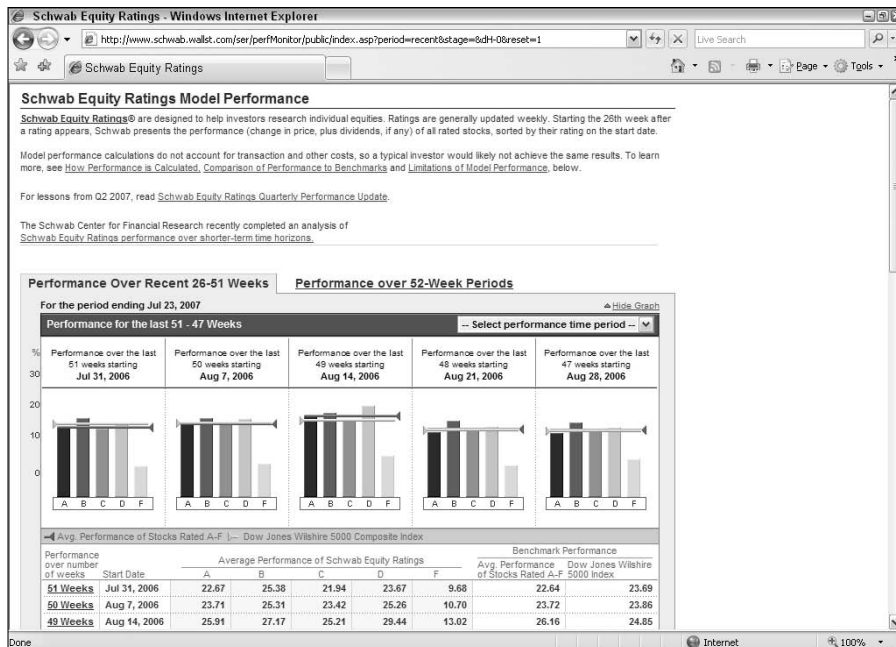 Schwab Equity Ratings - Windows Internet Explorer
http://www.schwab.wallst.com/ser/perfMonitor/public/index.asp?period=recent&stage=&dH-0&reset=1
Live Search
Schwab Equity Ratings
Page
Tools
Schwab Equity Ratings Model Performance
Schwab Equity Ratings® are designed to help investors research individual equities. Ratings are generally updated weekly. Starting the 26th week after
a rating appears, Schwab presents the performance (change in price, plus dividends, if any) of all rated stocks, sorted by their rating on the start date.
Model performance calculations do not account for transaction and other costs, so a typical investor would likely not achieve the same results. To learn
more, see How Performance is Calculated, Comparison of Performance to Benchmarks and Limitations of Model Performance, below.
For lessons from Q2 2007, read Schwab Equity Ratings Quarterly Performance Update.
The Schwab Center for Financial Research recently completed an analysis of
Schwab Equity Ratings performance over shorter-term time horizons.
Performance Over Recent 26-51 Weeks
Performance over 52-Week Periods
For the period ending Jul 23, 2007
Hide Graph
Performance for the last 51 - 47 Weeks
-- Select performance time period --
%
30
20
10
0
Performance over the last
51 weeks starting
Jul 31, 2006
Performance over the last
50 weeks starting
Aug 7, 2006
Performance over the last
49 weeks starting
Aug 14, 2006
Performance over the last
48 weeks starting
Aug 21, 2006
Performance over the last
47 weeks starting
Aug 28, 2006
A B C D F
A B C D F
A B C D F
A B C D F
A B C D F
Avg. Performance of Stocks Rated A-F
Dow Jones Wilshire 5000 Composite Index
Performance
over number
of weeks
Start Date
Average Performance of Schwab Equity Ratings
A B C D F
Benchmark Performance
Avg. Performance
of Stocks Rated A-F
Dow Jones Wilshire
5000 Index
51 Weeks Jul 31, 2006 22.67 25.38 21.94 23.67 9.68 22.64 23.69
50 Weeks Aug 7, 2006 23.71 25.31 23.42 25.26 10.70 23.72 23.86
49 Weeks Aug 14, 2006 25.91 27.17 25.21 29.44 13.02 26.16 24.85
Done
Internet
100%